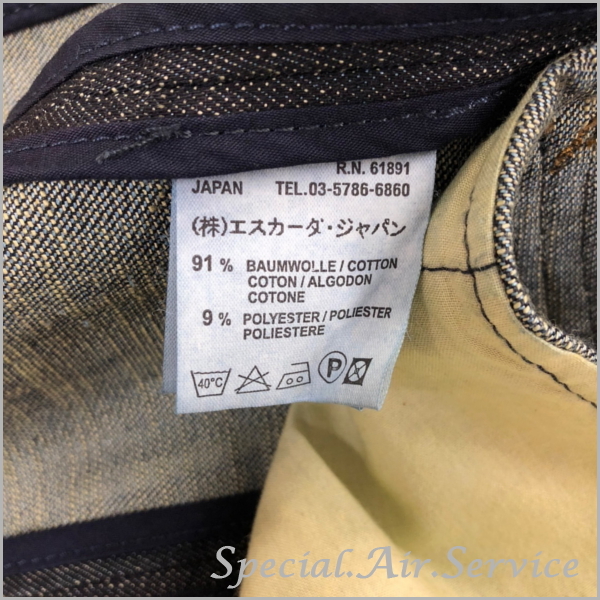 R.N. 61891
JAPAN TEL.03-5786-6860
(株)エスカーダ・ジャパン
91 % BAUMWOLLE / COTTON
COTON / ALGODON
COTONE
9 % POLYESTER / POLIESTER
POLIESTERE
40°C P
Special.Air.Service